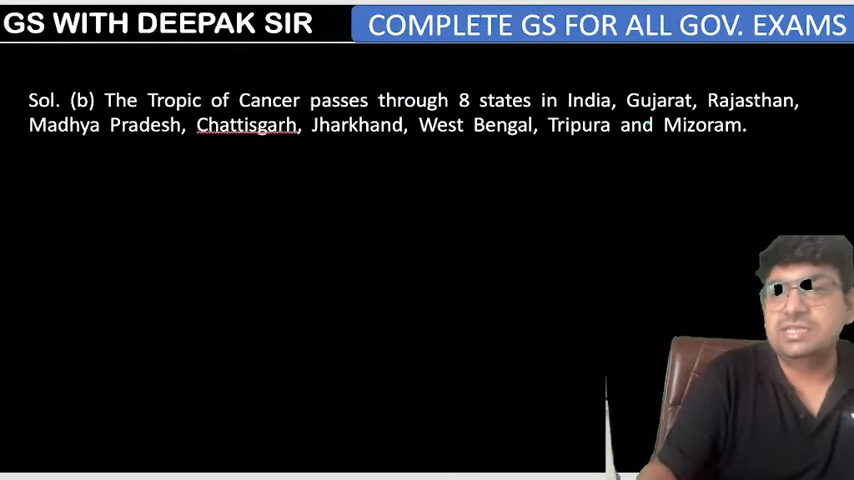 GS WITH DEEPAK SIR
COMPLETE GS FOR ALL GOV. EXAMS
Sol. (b) The Tropic of Cancer passes through 8 states in India, Gujarat, Rajasthan,
Madhya Pradesh, Chattisgarh, Jharkhand, West Bengal, Tripura and Mizoram.